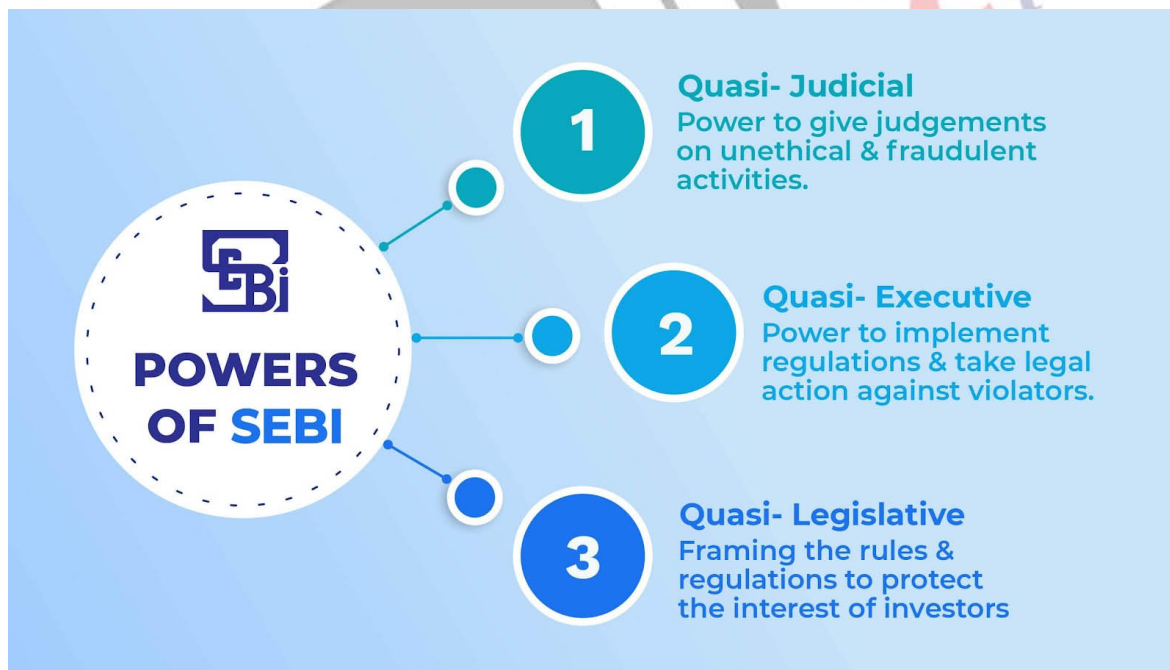 SEBi
POWERS
OF SEBI
1
Quasi- Judicial
Power to give judgements
on unethical & fraudulent
activities.
2
Quasi- Executive
Power to implement
regulations & take legal
action against violators.
3
Quasi- Legislative
Framing the rules &
regulations to protect
the interest of investors